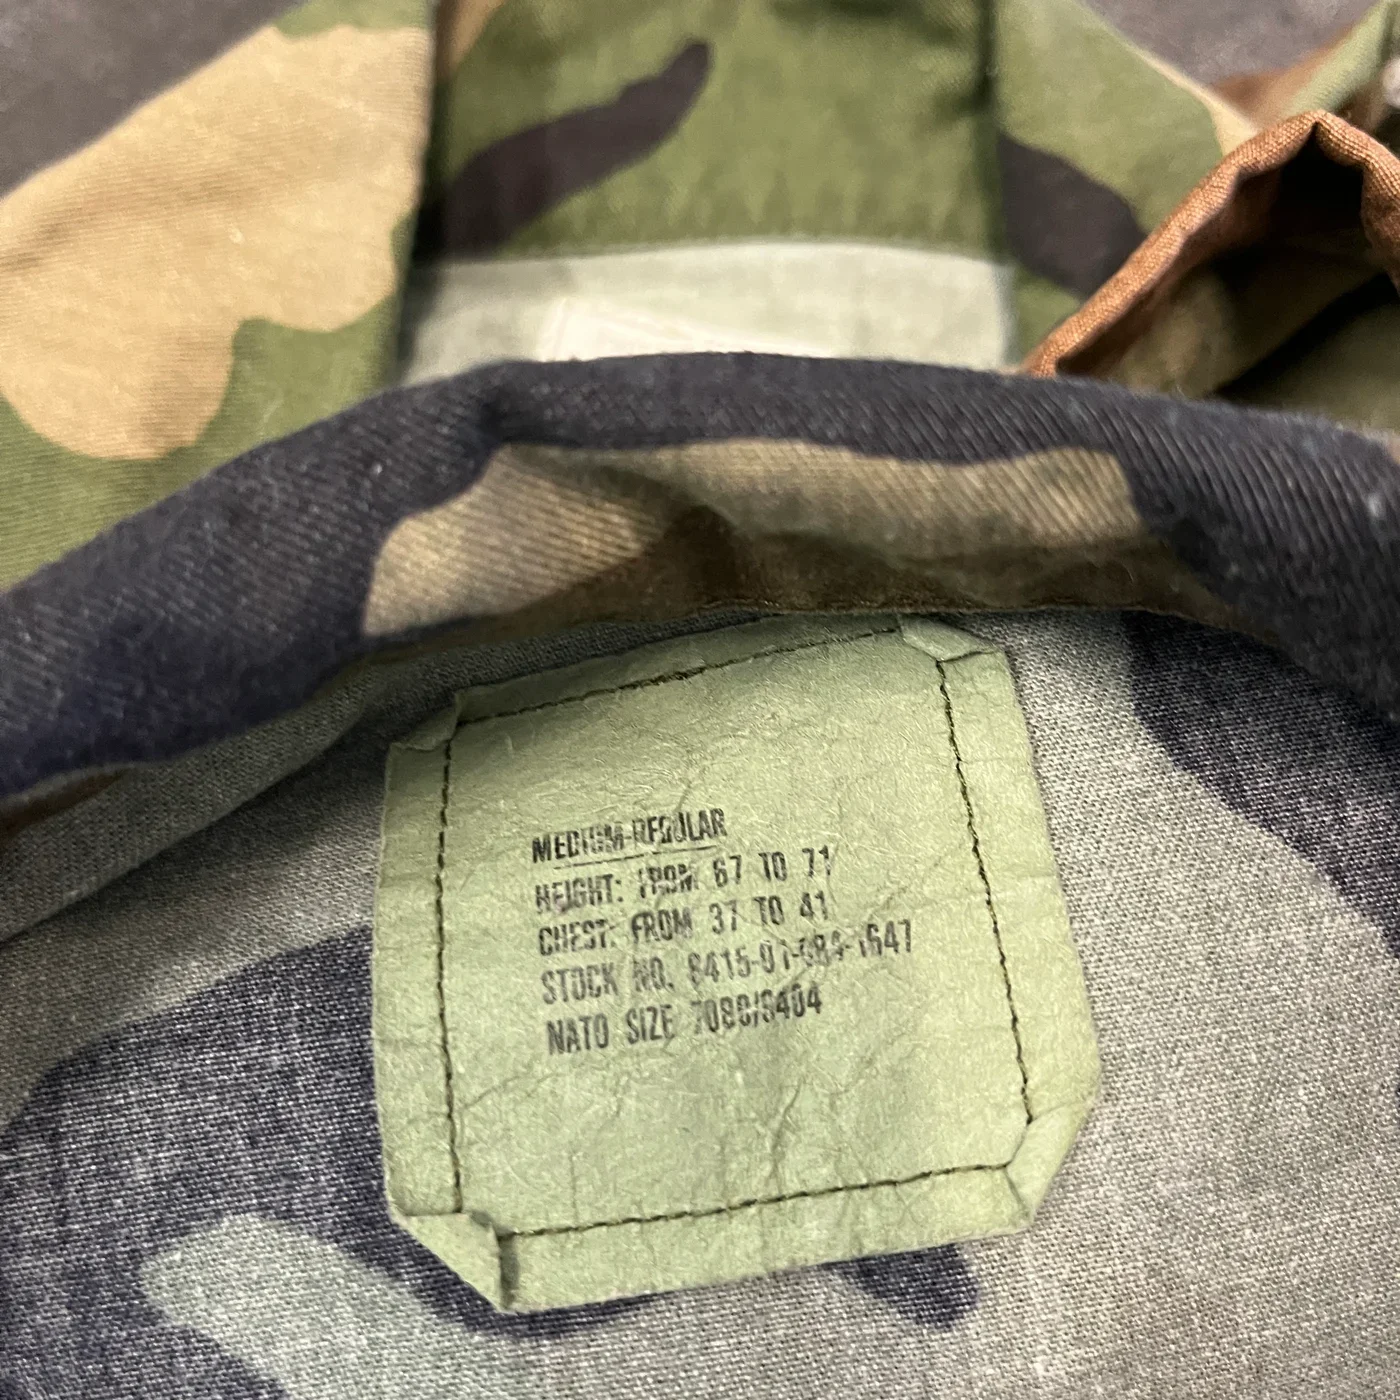 MEDIUM-REGULAR
HEIGHT: FROM 67 TO 71
CHEST: FROM 37 TO 41
STOCK NO. 8415-01-084-1647
NATO SIZE 7080/9404